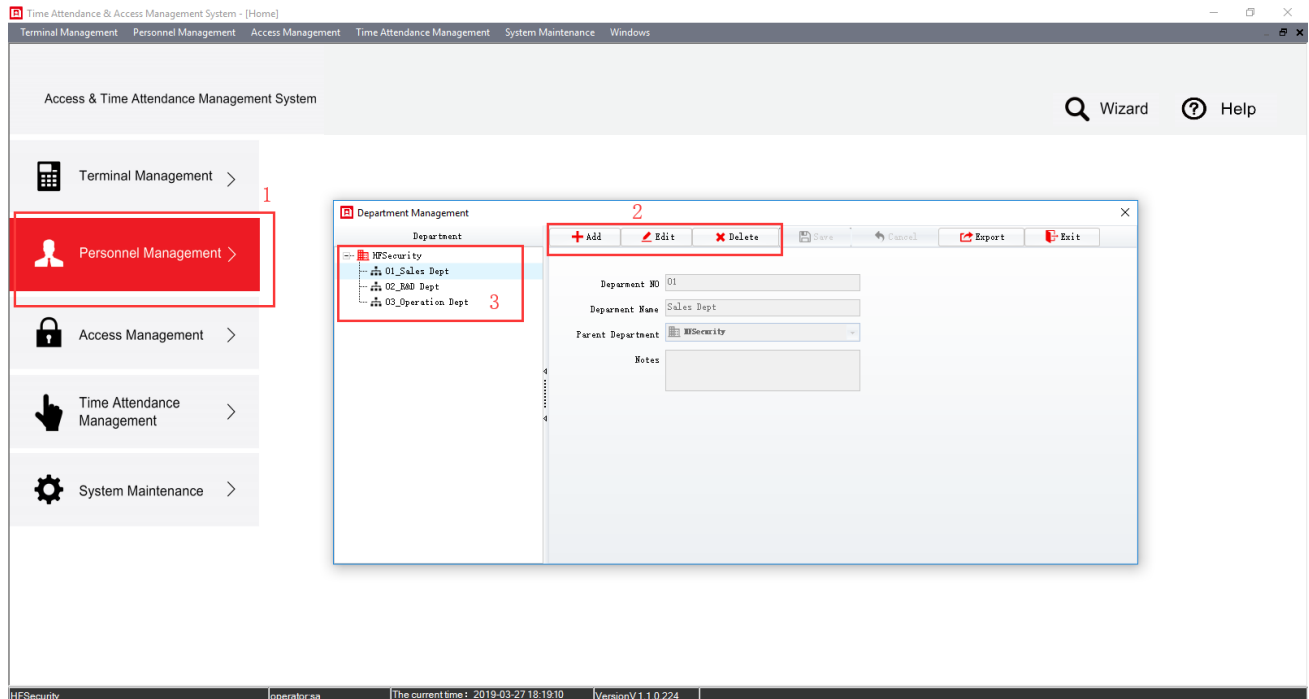 Time Attendance & Access Management System - [Home]
Terminal Management Personnel Management Access Management Time Attendance Management System Maintenance Windows
Access & Time Attendance Management System
Wizard Help
Terminal Management
1
Personnel Management
Access Management
Time Attendance
Management
System Maintenance
Department Management
2
Department
Add Edit Delete Save Cancel Export Exit
HFSecurity
01_Sales Dept
02_R&D Dept
03_Operation Dept
3
Deparment NO 01
Deparment Name Sales Dept
Parent Department HFSecurity
Notes
HFSecurity operator:sa The current time: 2019-03-27 18:19:10 Version:V 1.1.0.224